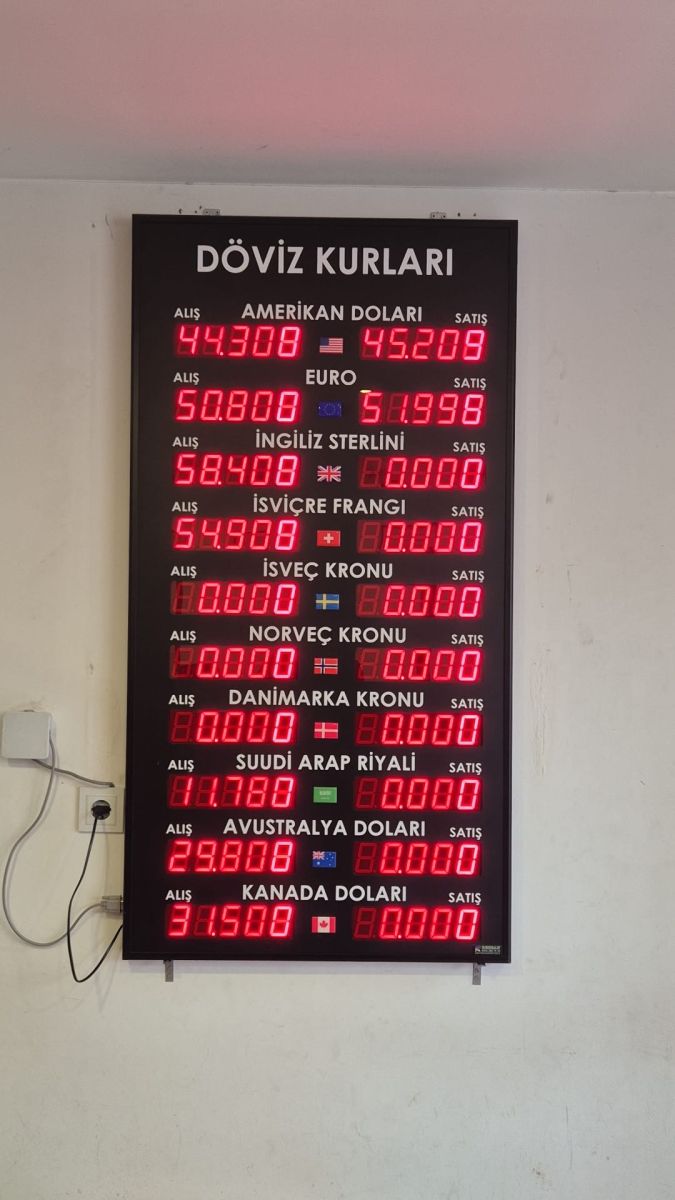 DÖVİZ KURLARI
ALIŞ AMERİKAN DOLARI SATIŞ
44.308 45.209
ALIŞ EURO SATIŞ
50.800 51.998
ALIŞ İNGİLİZ STERLİNİ SATIŞ
58.408 0.000
ALIŞ İSVİÇRE FRANGI SATIŞ
54.908 0.000
ALIŞ İSVEÇ KRONU SATIŞ
0.000 0.000
ALIŞ NORVEÇ KRONU SATIŞ
0.000 0.000
ALIŞ DANİMARKA KRONU SATIŞ
0.000 0.000
ALIŞ SUUDİ ARAP RİYALİ SATIŞ
11.780 0.000
ALIŞ AVUSTRALYA DOLARI SATIŞ
29.808 0.000
ALIŞ KANADA DOLARI SATIŞ
31.508 0.000